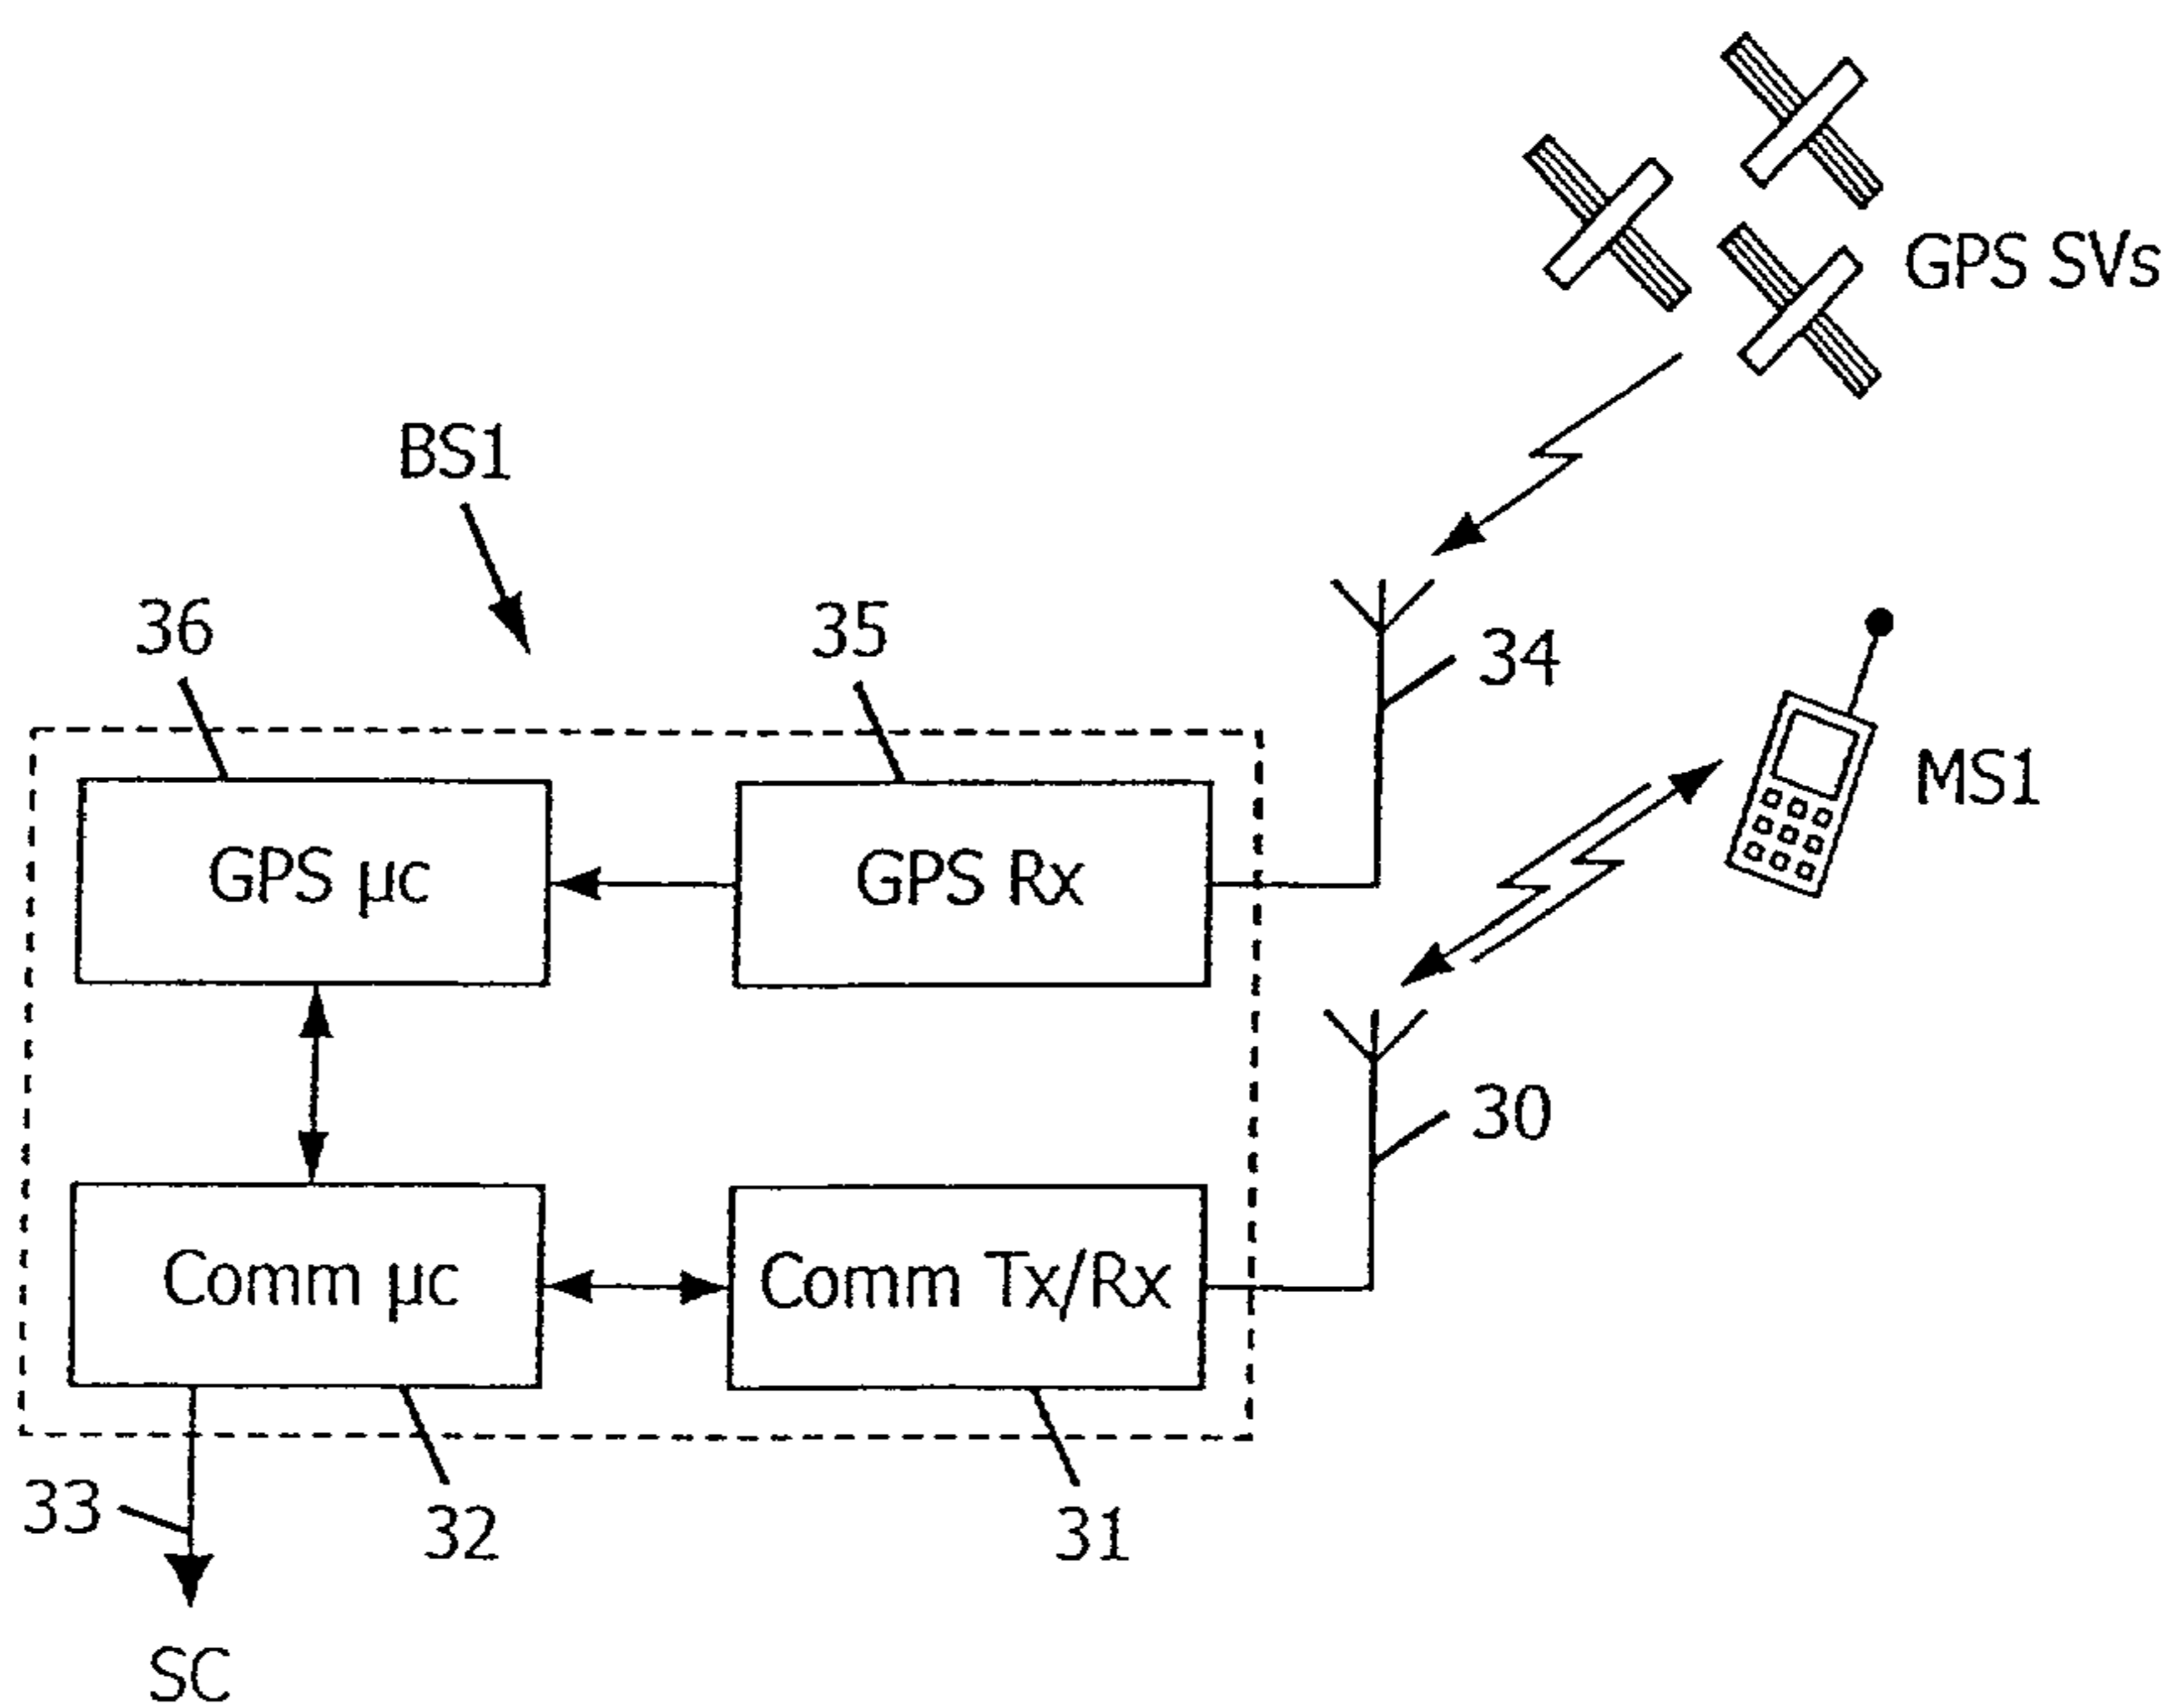 GPS SVs
BS1
36
35
34
MS1
GPS µc
GPS Rx
30
Comm µc
Comm Tx/Rx
33
32
31
SC